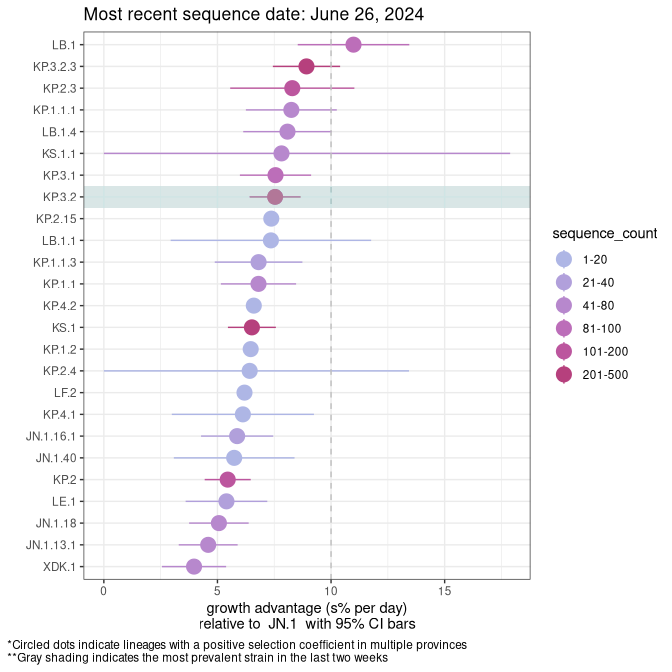 Most recent sequence date: June 26, 2024
LB.1
KP.3.2.3
KP.2.3
KP.1.1.1
LB.1.4
KS.1.1
KP.3.1
KP.3.2
KP.2.15
LB.1.1
KP.1.1.3
KP.1.1
KP.4.2
KS.1
KP.1.2
KP.2.4
LF.2
KP.4.1
JN.1.16.1
JN.1.40
KP.2
LE.1
JN.1.18
JN.1.13.1
XDK.1
0 5 10 15
growth advantage (s% per day)
relative to JN.1 with 95% CI bars
sequence_count
1-20
21-40
41-80
81-100
101-200
201-500
*Circled dots indicate lineages with a positive selection coefficient in multiple provinces
**Gray shading indicates the most prevalent strain in the last two weeks